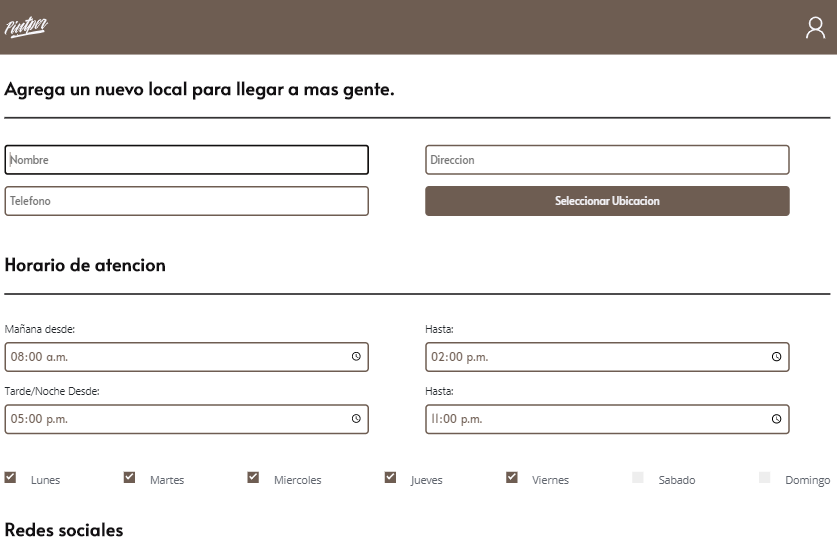 Pintper
Agrega un nuevo local para llegar a mas gente.
Nombre
Direccion
Telefono
Seleccionar Ubicacion
Horario de atencion
Mañana desde:
Hasta:
08:00 a.m.
02:00 p.m.
Tarde/Noche Desde:
Hasta:
05:00 p.m.
11:00 p.m.
Lunes Martes Miercoles Jueves Viernes Sabado Domingo
Redes sociales